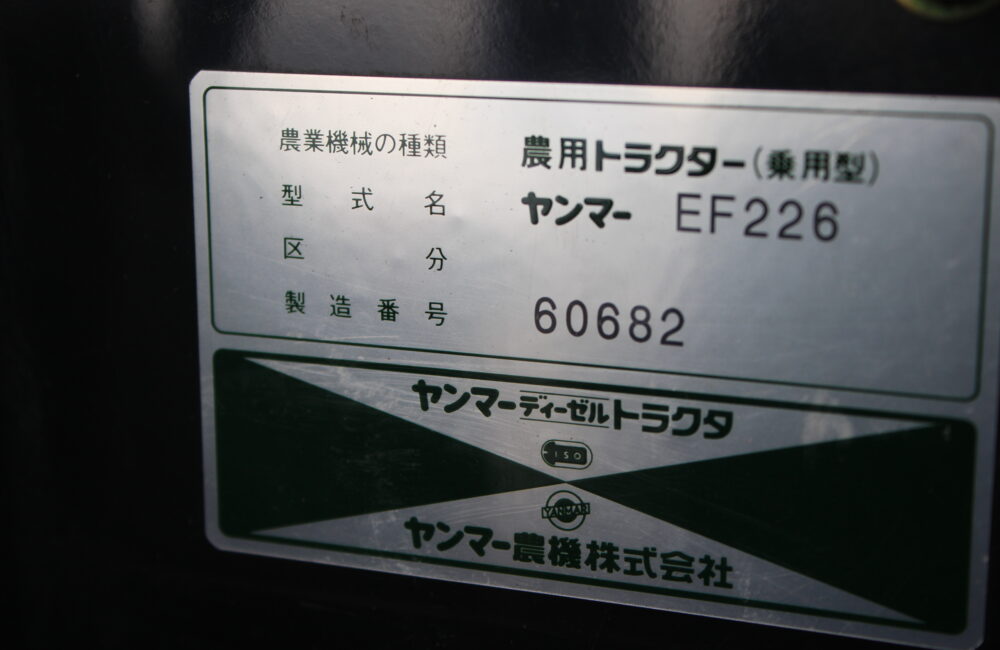 農業機械の種類 農用トラクター(乗用型)
型式名 ヤンマー EF226
区分
製造番号 60682
ヤンマーディーゼルトラクタ
ISO
YANMAR
ヤンマー農機株式会社